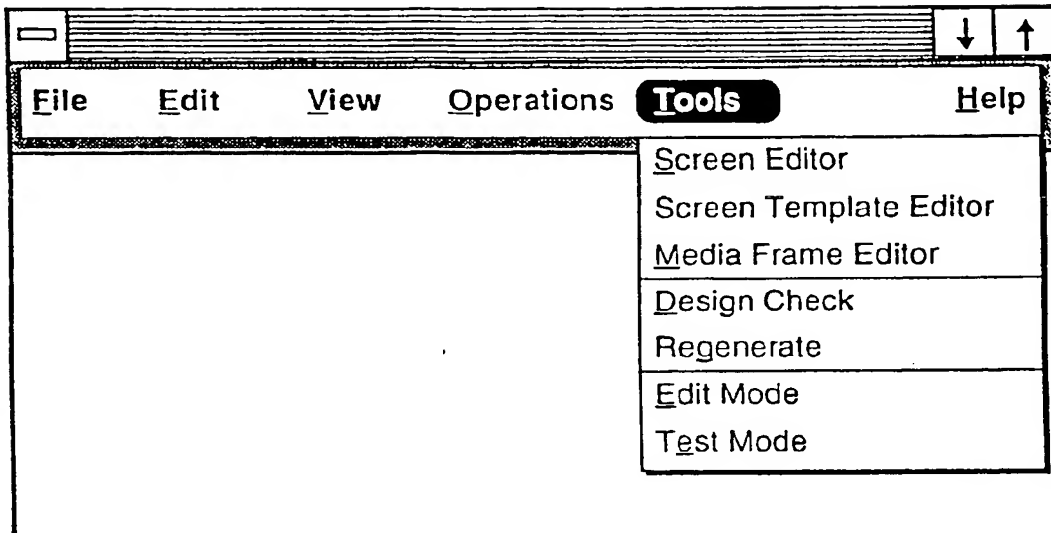 File Edit View Operations Tools Help
Screen Editor
Screen Template Editor
Media Frame Editor
Design Check
Regenerate
Edit Mode
Test Mode